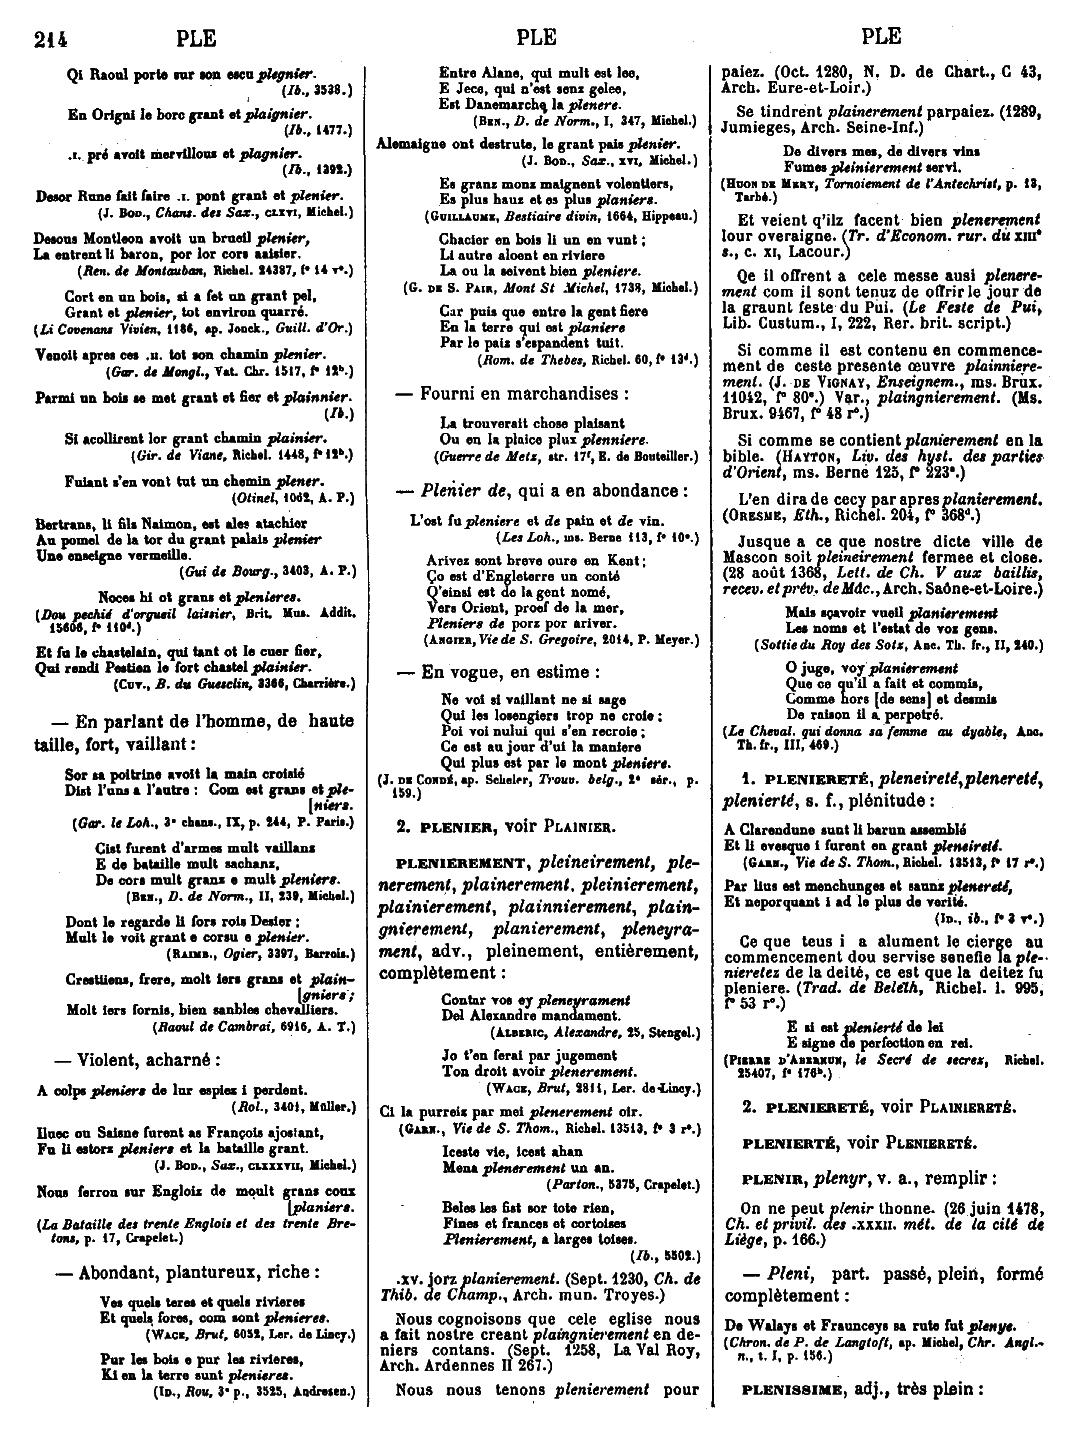 214 PLE PLE PLE
Qi Raoul porte sur son escu plegnier.
(Ib., 3538.)
En Origni le borc grant et plaignier.
(Ib., 1477.)
.I. pré avoit mervillous et plagnier.
(Ib., 1392.)
Desor Rune fait faire .I. pont grant et plenier.
(J. BOD., Chans. des Sax., CLXVI, Michel.)
Desous Montleon avoit un brueil plenier,
La entrent li baron, por lor cors aaisier.
(Ren. de Montauban, Richel. 24387, f° 14 v°.)
Cort en un bois, si a fet un grant pel,
Grant et plenier, tot environ quarré.
(Li Covenans Vivien, 1186, ap. Jonck., Guill. d'Or.)
Venoit apres ces .II. tot son chamin plenier.
(Gar. de Mongl., Vat. Chr. 1517, f° 12ᵇ.)
Parmi un bois se met grant et fier et plainnier.
(Ib.)
Si acollirent lor grant chamin plainier.
(Gir. de Viane, Richel. 1448, f° 12ᵇ.)
Fuiant s'en vont tut un chemin plener.
(Otinel, 1062, A. P.)
Bertrans, li fils Naimon, est ales atachier
Au pomel de la tor du grant palais plenier
Une enseigne vermeille.
(Gui de Bourg., 3403, A. P.)
Noces hi ot grans et plenieres.
(Dou pechié d'orgueil laissier, Brit. Mus. Addit.
15606, f° 110ᵈ.)
Et fu le chastelain, qui tant ot le cuer fier,
Qui rendi Pestien le fort chastel plainier.
(CUV., B. du Guesclin, 3366, Charrière.)
— En parlant de l'homme, de haute
taille, fort, vaillant :
Sor sa poitrine avoit la main croisié
Dist l'uns a l'autre : Com est grans et ple-
[niers.
(Gar. le Loh., 3ᵉ chans., IX, p. 244, P. Paris.)
Cist furent d'armes mult vaillans
E de bataille mult sachans,
De cors mult grans e mult pleniers.
(BEN., D. de Norm., II, 239, Michel.)
Dont le regarde li fors rois Desier ;
Mult le voit grant e corsu e plenier.
(RAIMB., Ogier, 3397, Barrois.)
Crestiiens, frere, molt iers grans et plain-
[gniers ;
Molt iers fornis, bien sanbles chevalliers.
(Raoul de Cambrai, 6916, A. T.)
— Violent, acharné :
A colps pleniers de lur espiez i perdent.
(Rol., 3401, Müller.)
Iluec ou Saisne furent as François ajostant,
Fu li estorz pleniers et la bataille grant.
(J. BOD., Sax., CLXXXVII, Michel.)
Nous ferron sur Engloiz de moult grans coux
[planiers.
(La Bataille des trente Englois et des trente Bre-
tons, p. 17, Crapelet.)
— Abondant, plantureux, riche :
Ves quels teres et quels rivieres
Et quels fores, com sont plenieres.
(WACE, Brut, 6052, Ler. de Lincy.)
Pur les bois e pur les rivieres,
Ki en la terre sunt plenieres.
(ID., Rou, 3ᵉ p., 3525, Andresen.)
Entre Alane, qui mult est lee,
E Jece, qui n'est senz gelee,
Est Danemarche la plenere.
(BEN., D. de Norm., I, 347, Michel.)
Alemaigne ont destrute, le grant païs plenier.
(J. BOD., Sax., XVI, Michel.)
Es granz monz maignent volentiers,
Es plus hauz et es plus planiers.
(GUILLAUME, Bestiaire divin, 1664, Hippeau.)
Chacier en bois li un en vunt ;
Li autre aloent en riviere
La ou la seivent bien pleniere.
(G. DE S. PAIR, Mont St Michel, 1738, Michel.)
Car puis que entre la gent fiere
En la terre qui est planiere
Par le pais s'espandent tuit.
(Rom. de Thebes, Richel. 60, f° 13ᵈ.)
— Fourni en marchandises :
La trouverait chose plaisant
Ou en la plaice plux plenniere.
(Guerre de Metz, str. 17ᶠ, E. de Bouteiller.)
— Plenier de, qui a en abondance :
L'ost fu pleniere et de pain et de vin.
(Les Loh., ms. Berne 113, f° 10ᵉ.)
Arivez sont breve oure en Kent ;
Ço est d'Engleterre un conté
Q'einsi est de la gent nomé,
Vers Orient, proef de la mer,
Pleniers de porz por ariver.
(ANGIER, Vie de S. Gregoire, 2014, P. Meyer.)
— En vogue, en estime :
Ne voi si vaillant ne si sage
Qui les losengiers trop ne croie ;
Poi voi nului qui s'en recroie ;
Ce est au jour d'ui la maniere
Qui plus est par le mont pleniere.
(J. DE CONDÉ, ap. Scheler, Trouv. belg., 2ᵉ sér., p.
159.)
2. PLENIER, voir PLAINIER.
PLENIEREMENT, pleineirement, ple-
nerement, plainerement, pleinierement,
plainierement, plainnierement, plain-
gnierement, planierement, pleneyra-
ment, adv., pleinement, entièrement,
complètement :
Contar vos ey pleneyrament
Del Alexandre mandament.
(ALBERIC, Alexandre, 25, Stengel.)
Jo t'en ferai par jugement
Ton droit avoir plenerement.
(WACE, Brut, 2811, Ler. de Lincy.)
Ci la purreiz par mei plenerement oir.
(GARN., Vie de S. Thom., Richel. 13513, f° 3 r°.)
Iceste vie, icest ahan
Mena plenerement un an.
(Parton., 5375, Crapelet.)
Beles les fist sor tote rien,
Fines et frances et cortoises
Plenierement, a larges toises.
(Ib., 5502.)
.XV. jorz planierement. (Sept. 1230, Ch. de
Thib. de Champ., Arch. mun. Troyes.)
Nous cognoisons que cele eglise nous
a fait nostre creant plaingnierement en de-
niers contans. (Sept. 1258, La Val Roy,
Arch. Ardennes II 267.)
Nous nous tenons plenierement pour
paiez. (Oct. 1280, N. D. de Chart., C 43,
Arch. Eure-et-Loir.)
Se tindrent plainerement parpaiez. (1289,
Jumieges, Arch. Seine-Inf.)
De divers mes, de divers vins
Fumes pleinierement servi.
(HUON DE MERY, Tornoiement de l'Antechrist, p. 13,
Tarbé.)
Et veient q'ilz facent bien plenerement
lour overaigne. (Tr. d'Econom. rur. du XIIIᵉ
s., c. XI, Lacour.)
Qe il offrent a cele messe ausi plenere-
ment com il sont tenuz de offrir le jour de
la graunt feste du Pui. (Le Feste de Pui,
Lib. Custum., I, 222, Rer. brit. script.)
Si comme il est contenu en commence-
ment de ceste presente œuvre plainniere-
ment. (J. DE VIGNAY, Enseignem., ms. Brux.
11042, f° 80ᵉ.) Var., plaingnierement. (Ms.
Brux. 9467, f° 48 r°.)
Si comme se contient planierement en la
bible. (HAYTON, Liv. des hyst. des parties
d'Orient, ms. Berne 125, f° 223ᵉ.)
L'en dira de cecy par apres planierement.
(ORESME, Eth., Richel. 204, f° 368ᵈ.)
Jusque a ce que nostre dicte ville de
Mascon soit pleineirement fermee et close.
(28 août 1368, Lett. de Ch. V aux baillis,
recev. et prév. de Mâc., Arch. Saône-et-Loire.)
Mais sçavoir vueil planierement
Les noms et l'estat de voz gens.
(Sottie du Roy des Sotz, Anc. Th. fr., II, 240.)
O juge, voy planierement
Que ce qu'il a fait et commis,
Comme hors [de sens] et desmis
De raison il a perpetré.
(Le Cheval. qui donna sa femme au dyable, Anc.
Th. fr., III, 469.)
1. PLENIERETÉ, pleneireté, plenereté,
plenierté, s. f., plénitude :
A Clarendune sunt li barun assemblé
Et li evesque i furent en grant pleneireté.
(GARN., Vie de S. Thom., Richel. 13513, f° 17 r°.)
Par lius est menchunges et saunz plenereté,
Et neporquant i ad le plus de verité.
(ID., ib., f° 3 v°.)
Ce que teus i a alument le cierge au
commencement dou servise senefie la ple-
nieretez de la deité, ce est que la deitez fu
pleniere. (Trad. de Beleth, Richel. l. 995,
f° 53 r°.)
E si est plenierté de lei
E signe de perfection en rei.
(PIERRE D'ABERNUN, le Secré de secrez, Richel.
25407, f° 176ᵇ.)
2. PLENIERETÉ, voir PLAINIERETÉ.
PLENIERTÉ, voir PLENIERETÉ.
PLENIR, plenyr, v. a., remplir :
On ne peut plenir thonne. (26 juin 1478,
Ch. et privil. des .XXXII. mét. de la cité de
Liège, p. 166.)
— Pleni, part. passé, plein, formé
complètement :
De Walays et Fraunceys sa rute fut plenye.
(Chron. de P. de Langtoft, ap. Michel, Chr. Angl.-
n., t. I, p. 156.)
PLENISSIME, adj., très plein :